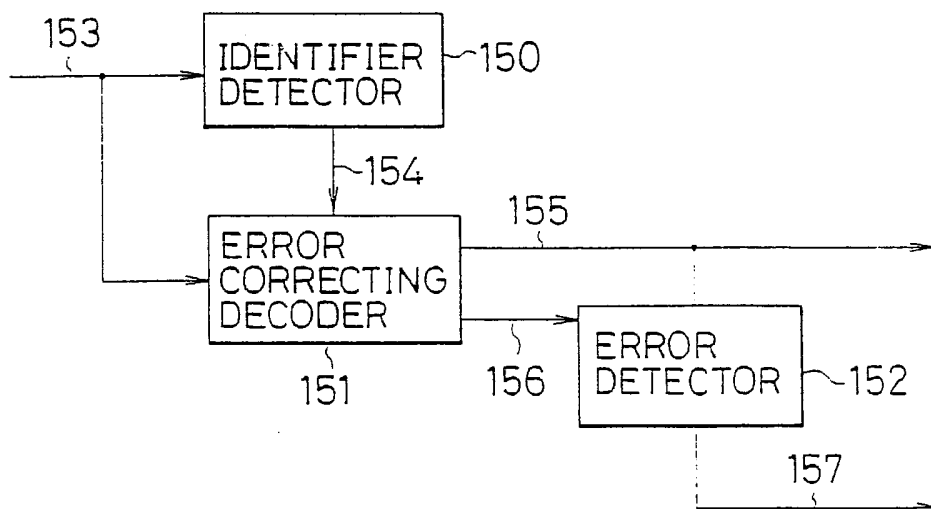 153
IDENTIFIER
DETECTOR
150
154
155
ERROR
CORRECTING
DECODER
151
156
ERROR
DETECTOR
152
157